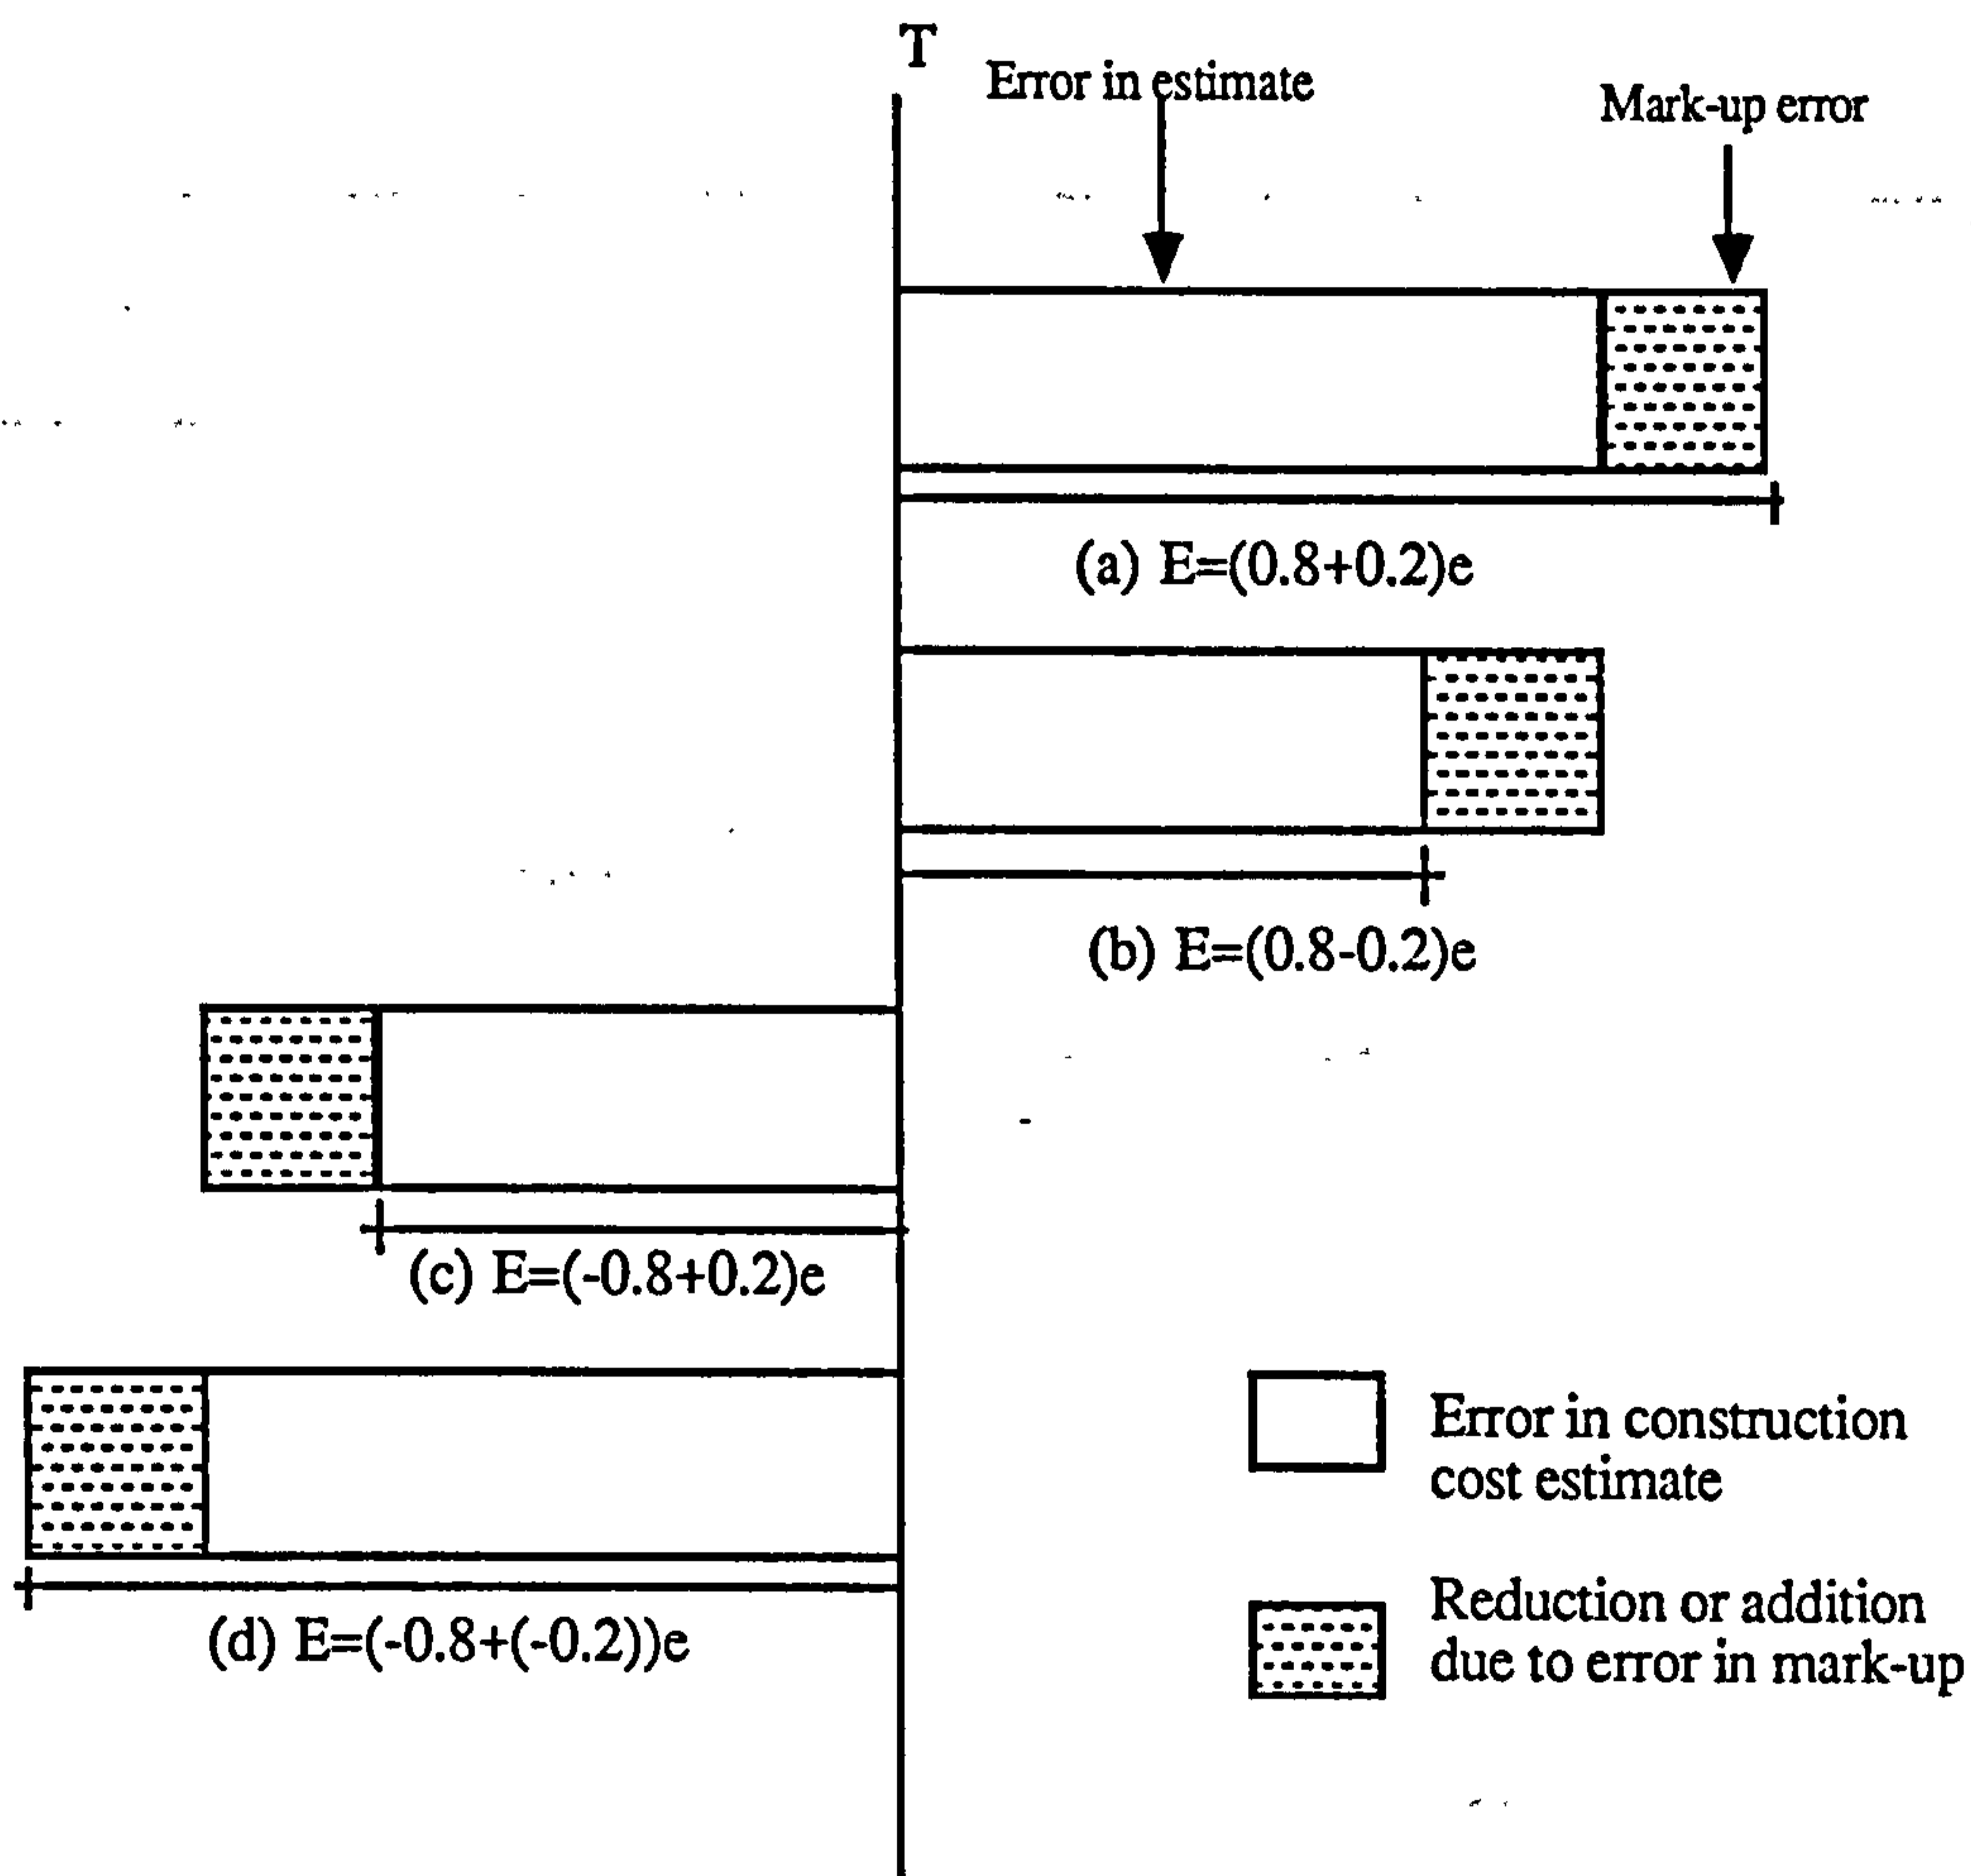 T
Error in estimate
Mark-up error
(a) E=(0.8+0.2)e
(b) E=(0.8-0.2)e
(c) E=(-0.8+0.2)e
(d) E=(-0.8+(-0.2))e
Error in construction
cost estimate
Reduction or addition
due to error in mark-up